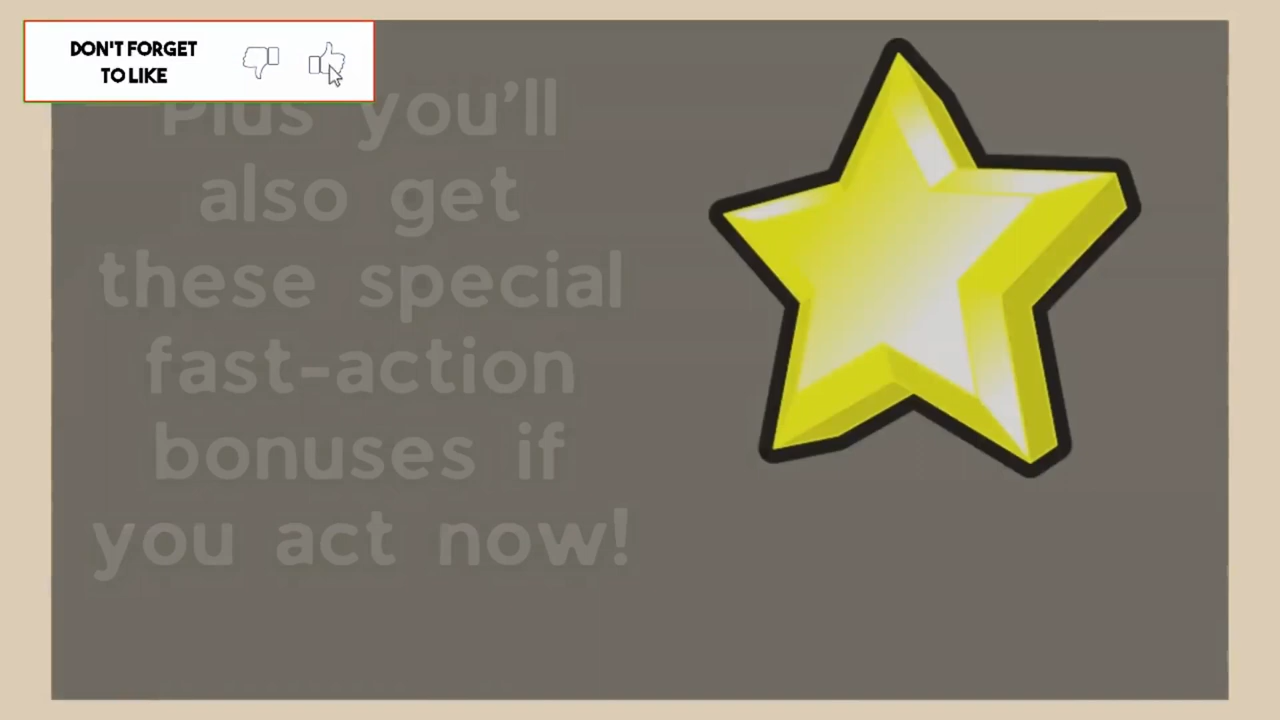 DON'T FORGET
TO LIKE
Plus you'll
also get
these special
fast-action
bonuses if
you act now!